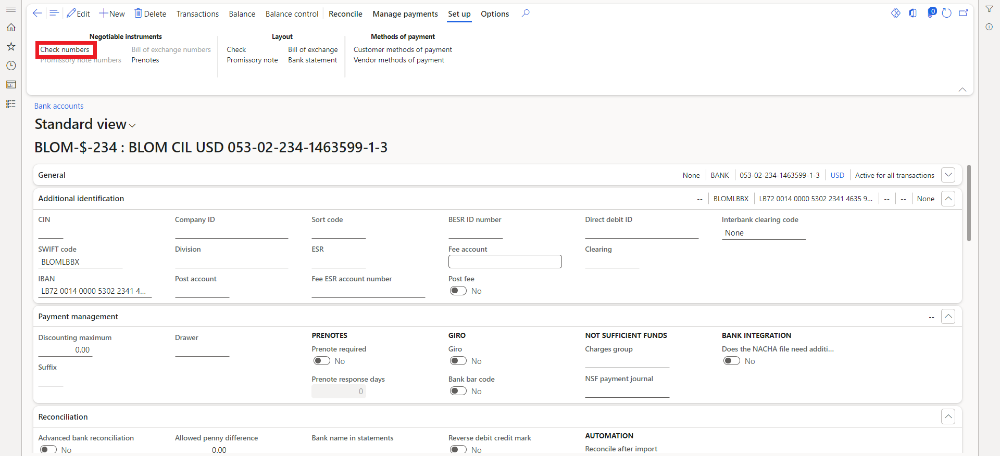 Edit New Delete Transactions Balance Balance control Reconcile Manage payments Set up Options 0
Negotiable instruments Layout Methods of payment
Check numbers Bill of exchange numbers Check Bill of exchange Customer methods of payment
Promissory note numbers Prenotes Promissory note Bank statement Vendor methods of payment
Bank accounts
Standard view
BLOM-$-234 : BLOM CIL USD 053-02-234-1463599-1-3
General None BANK 053-02-234-1463599-1-3 USD Active for all transactions
Additional identification -- BLOMLBBX LB72 0014 0000 5302 2341 4635 9... -- -- None
CIN Company ID Sort code BESR ID number Direct debit ID Interbank clearing code
None
SWIFT code Division ESR Fee account Clearing
BLOMLBBX
IBAN Post account Fee ESR account number Post fee
LB72 0014 0000 5302 2341 4... No
Payment management --
Discounting maximum Drawer PRENOTES GIRO NOT SUFFICIENT FUNDS BANK INTEGRATION
0.00 Prenote required Giro Charges group Does the NACHA file need additi...
No No No
Suffix Prenote response days Bank bar code NSF payment journal
0 No
Reconciliation
Advanced bank reconciliation Allowed penny difference Bank name in statements Reverse debit credit mark AUTOMATION
No 0.00 No Reconcile after import